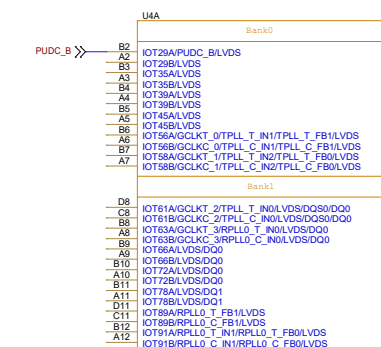 U4A
Bank0
PUDC_B
B2 IOT29A/PUDC_B/LVDS
A2 IOT29B/LVDS
B3 IOT35A/LVDS
A3 IOT35B/LVDS
B4 IOT39A/LVDS
A4 IOT39B/LVDS
B5 IOT45A/LVDS
A5 IOT45B/LVDS
B6 IOT56A/GCLKT_0/TPLL_T_IN1/TPLL_T_FB1/LVDS
A6 IOT56B/GCLKC_0/TPLL_C_IN1/TPLL_C_FB1/LVDS
B7 IOT58A/GCLKT_1/TPLL_T_IN2/TPLL_T_FB0/LVDS
A7 IOT58B/GCLKC_1/TPLL_C_IN2/TPLL_C_FB0/LVDS
Bank1
D8 IOT61A/GCLKT_2/TPLL_T_IN0/LVDS/DQS0/DQ0
C8 IOT61B/GCLKC_2/TPLL_C_IN0/LVDS/DQS0/DQ0
B8 IOT63A/GCLKT_3/RPLL0_T_IN0/LVDS/DQ0
A8 IOT63B/GCLKC_3/RPLL0_C_IN0/LVDS/DQ0
B9 IOT66A/LVDS/DQ0
A9 IOT66B/LVDS/DQ0
B10 IOT72A/LVDS/DQ0
A10 IOT72B/LVDS/DQ0
B11 IOT78A/LVDS/DQ1
A11 IOT78B/LVDS/DQ1
D11 IOT89A/RPLL0_T_FB1/LVDS
C11 IOT89B/RPLL0_C_FB1/LVDS
B12 IOT91A/RPLL0_T_IN1/RPLL0_T_FB0/LVDS
A12 IOT91B/RPLL0_C_IN1/RPLL0_C_FB0/LVDS